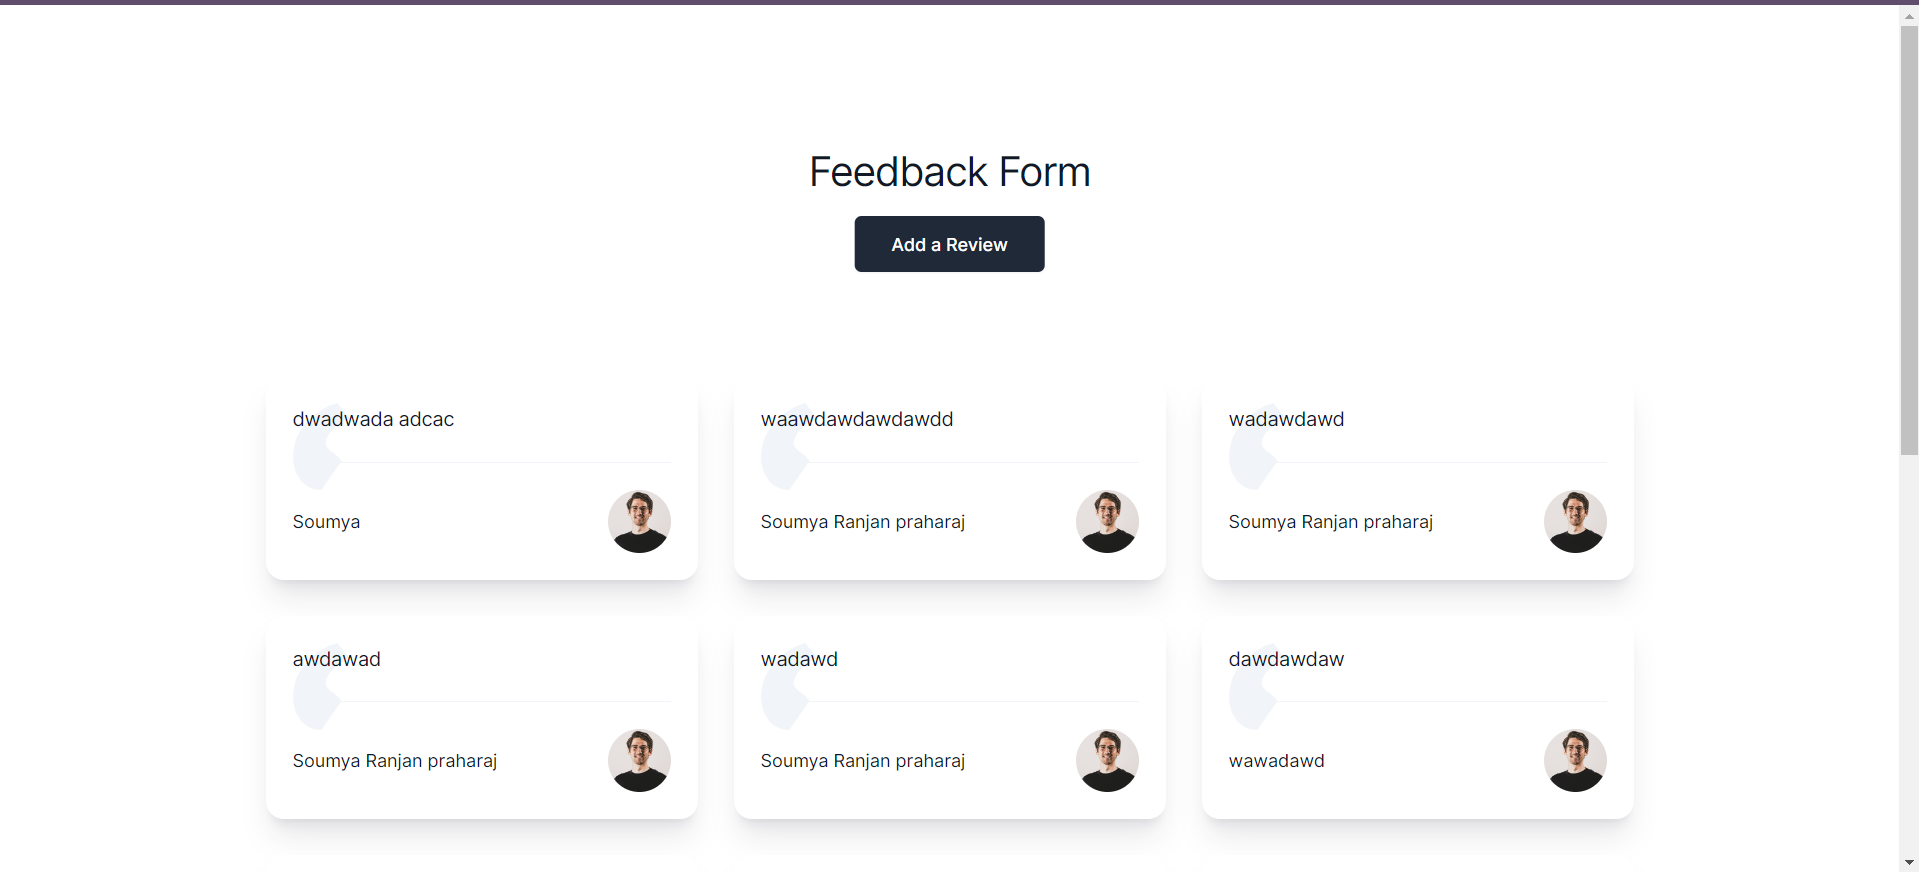 Feedback Form
Add a Review
dwadwada adcac
Soumya
waawdawdawdawdd
Soumya Ranjan praharaj
wadawdawd
Soumya Ranjan praharaj
awdawad
Soumya Ranjan praharaj
wadawd
Soumya Ranjan praharaj
dawdawdaw
wawadawd